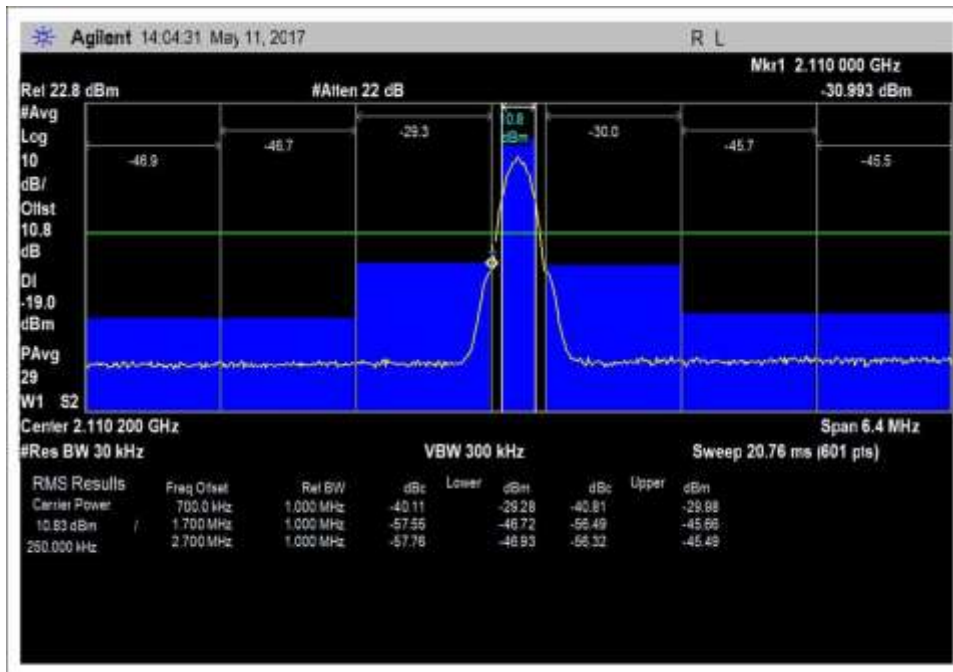 Agilent 14:04:31 May 11, 2017 R L
Mkr1 2.110 000 GHz
Ref 22.8 dBm #Atten 22 dB -30.993 dBm
#Avg
Log
10
dB/
Offst
10.8
dB
DI
-19.0
dBm
PAvg
29
W1 S2
-46.9 -46.7 -29.3 10.8 dBm -30.0 -45.7 -45.5
1
Center 2.110 200 GHz Span 6.4 MHz
#Res BW 30 kHz VBW 300 kHz Sweep 20.76 ms (601 pts)
RMS Results Freq Offset Ref BW dBc Lower dBm dBc Upper dBm
Carrier Power 700.0 kHz 1.000 MHz -40.11 -29.28 -40.81 -29.98
10.83 dBm / 1.700 MHz 1.000 MHz -57.55 -46.72 -56.49 -45.66
250.000 kHz 2.700 MHz 1.000 MHz -57.76 -46.93 -56.32 -45.49